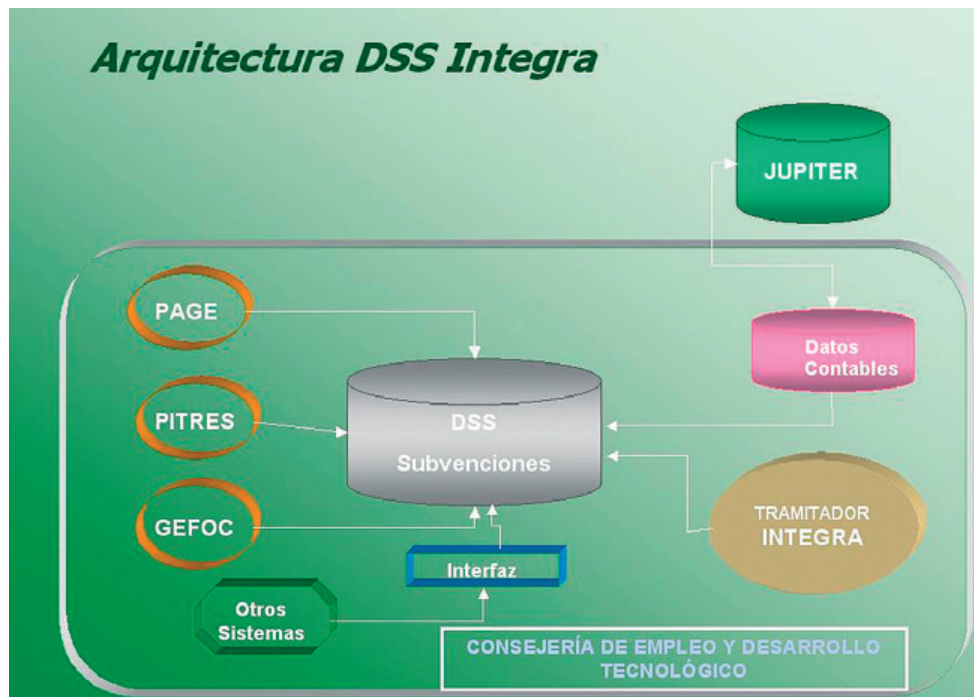 Arquitectura DSS Integra
JUPITER
PAGE
Datos
Contables
PITRES
DSS
Subvenciones
GEFOC
TRAMITADOR
INTEGRA
Interfaz
Otros
Sistemas
CONSEJERÍA DE EMPLEO Y DESARROLLO
TECNOLÓGICO